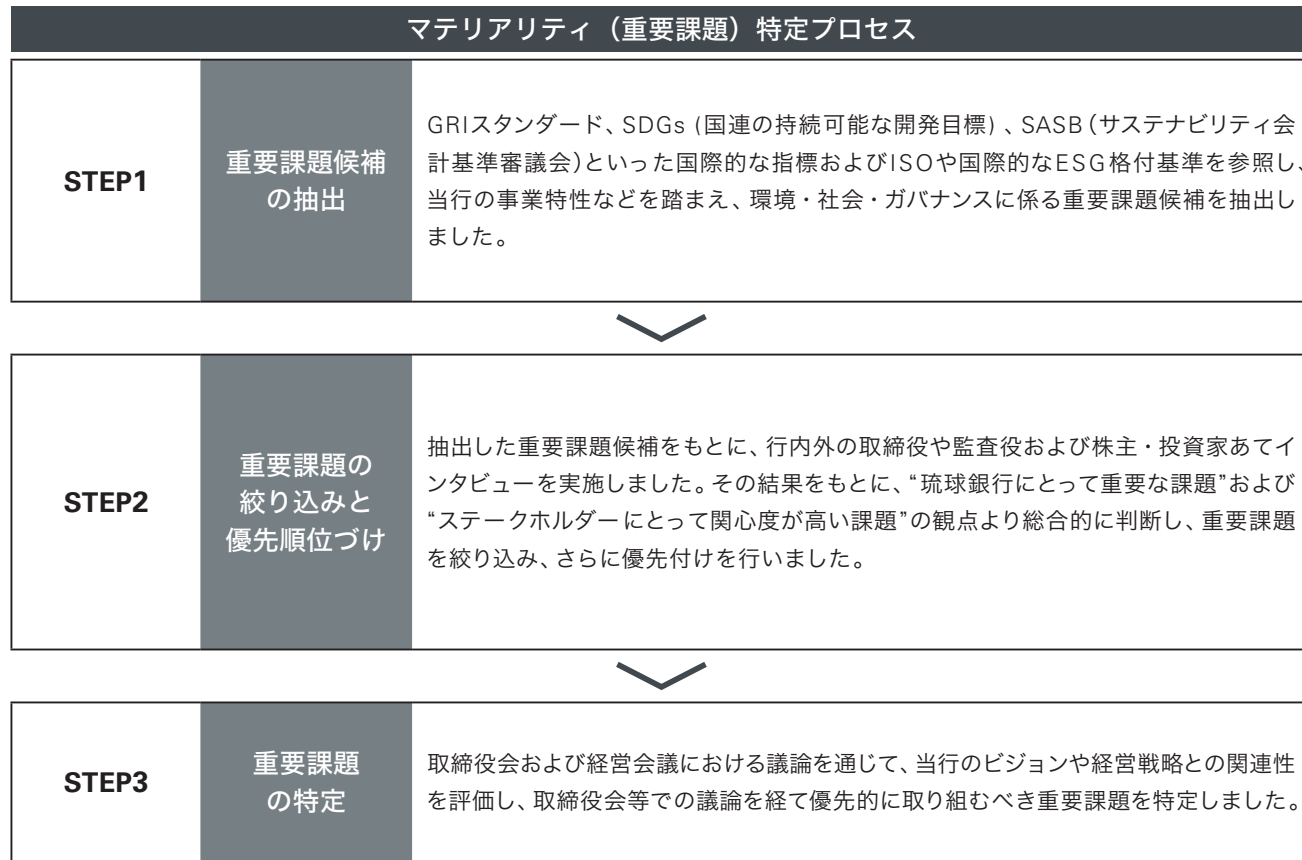 マテリアリティ（重要課題）特定プロセス
STEP1
重要課題候補
の抽出
GRIスタンダード、SDGs (国連の持続可能な開発目標) 、SASB（サステナビリティ会
計基準審議会）といった国際的な指標およびISOや国際的なESG格付基準を参照し、
当行の事業特性などを踏まえ、環境・社会・ガバナンスに係る重要課題候補を抽出し
ました。
STEP2
重要課題の
絞り込みと
優先順位づけ
抽出した重要課題候補をもとに、行内外の取締役や監査役および株主・投資家あてイ
ンタビューを実施しました。その結果をもとに、“琉球銀行にとって重要な課題”および
“ステークホルダーにとって関心度が高い課題”の観点より総合的に判断し、重要課題
を絞り込み、さらに優先付けを行いました。
STEP3
重要課題
の特定
取締役会および経営会議における議論を通じて、当行のビジョンや経営戦略との関連性
を評価し、取締役会等での議論を経て優先的に取り組むべき重要課題を特定しました。